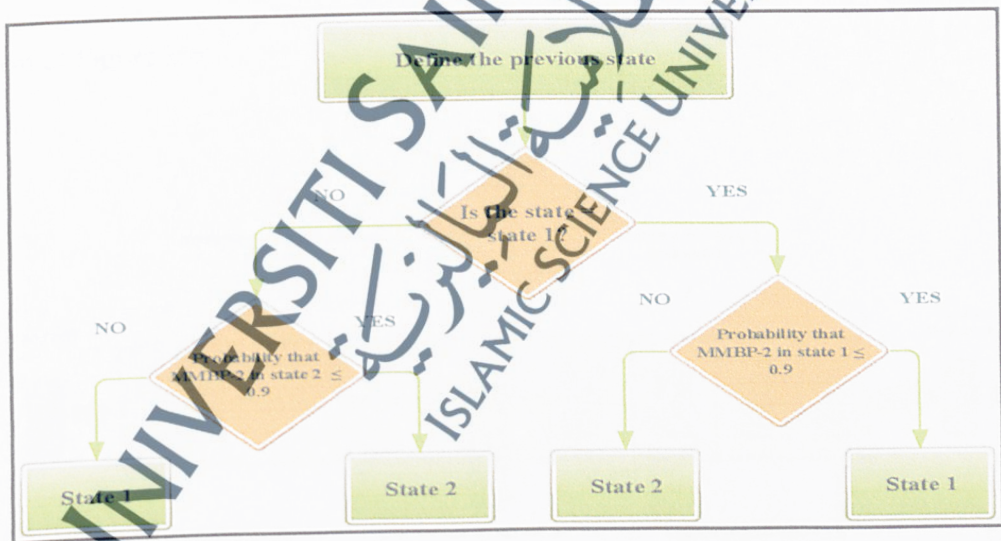 Define the previous state
Is the state =
state 1?
NO
YES
NO
YES
NO
YES
Probability that
MMBP-2 in state 2 ≤
0.9
Probability that
MMBP-2 in state 1 ≤
0.9
State 1
State 2
State 2
State 1
UNIVERSITI SAI
الماليزية
ISLAMIC SCIENCE UNIVE